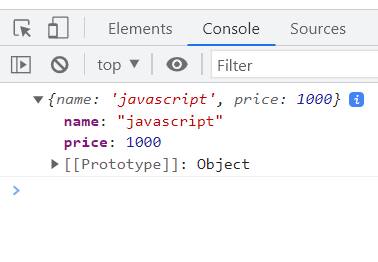 Elements Console Sources
top Filter
{name: 'javascript', price: 1000} i
name: "javascript"
price: 1000
[[Prototype]]: Object